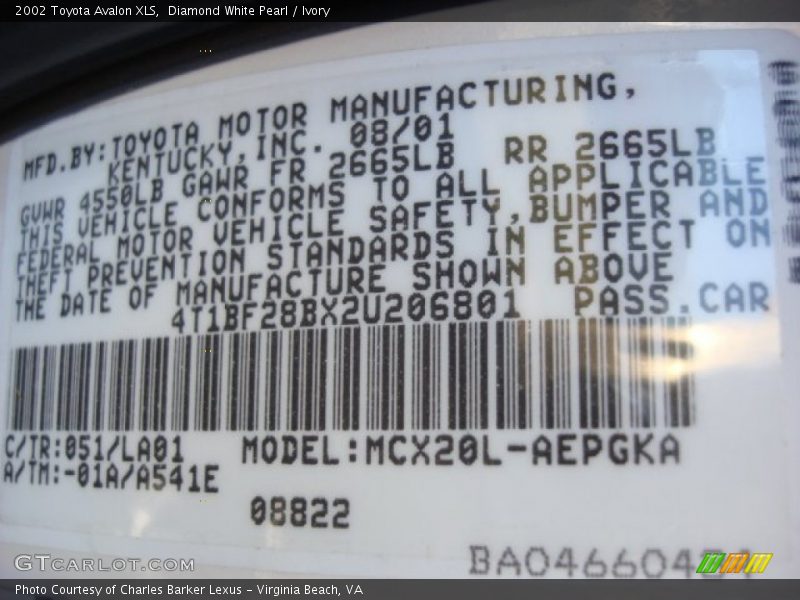 2002 Toyota Avalon XLS,  Diamond White Pearl / Ivory
MFD.BY:TOYOTA MOTOR MANUFACTURING,
KENTUCKY,INC. 08/01
GVWR 4550LB GAWR FR 2665LB RR 2665LB
THIS VEHICLE CONFORMS TO ALL APPLICABLE
FEDERAL MOTOR VEHICLE SAFETY,BUMPER AND
THEFT PREVENTION STANDARDS IN EFFECT ON
THE DATE OF MANUFACTURE SHOWN ABOVE
4T1BF28BX2U206801 PASS.CAR
C/TR:051/LA01 MODEL:MCX20L-AEPGKA
A/TM:-01A/A541E
08822
GTCARLOT.COM
Photo Courtesy of Charles Barker Lexus - Virginia Beach, VA